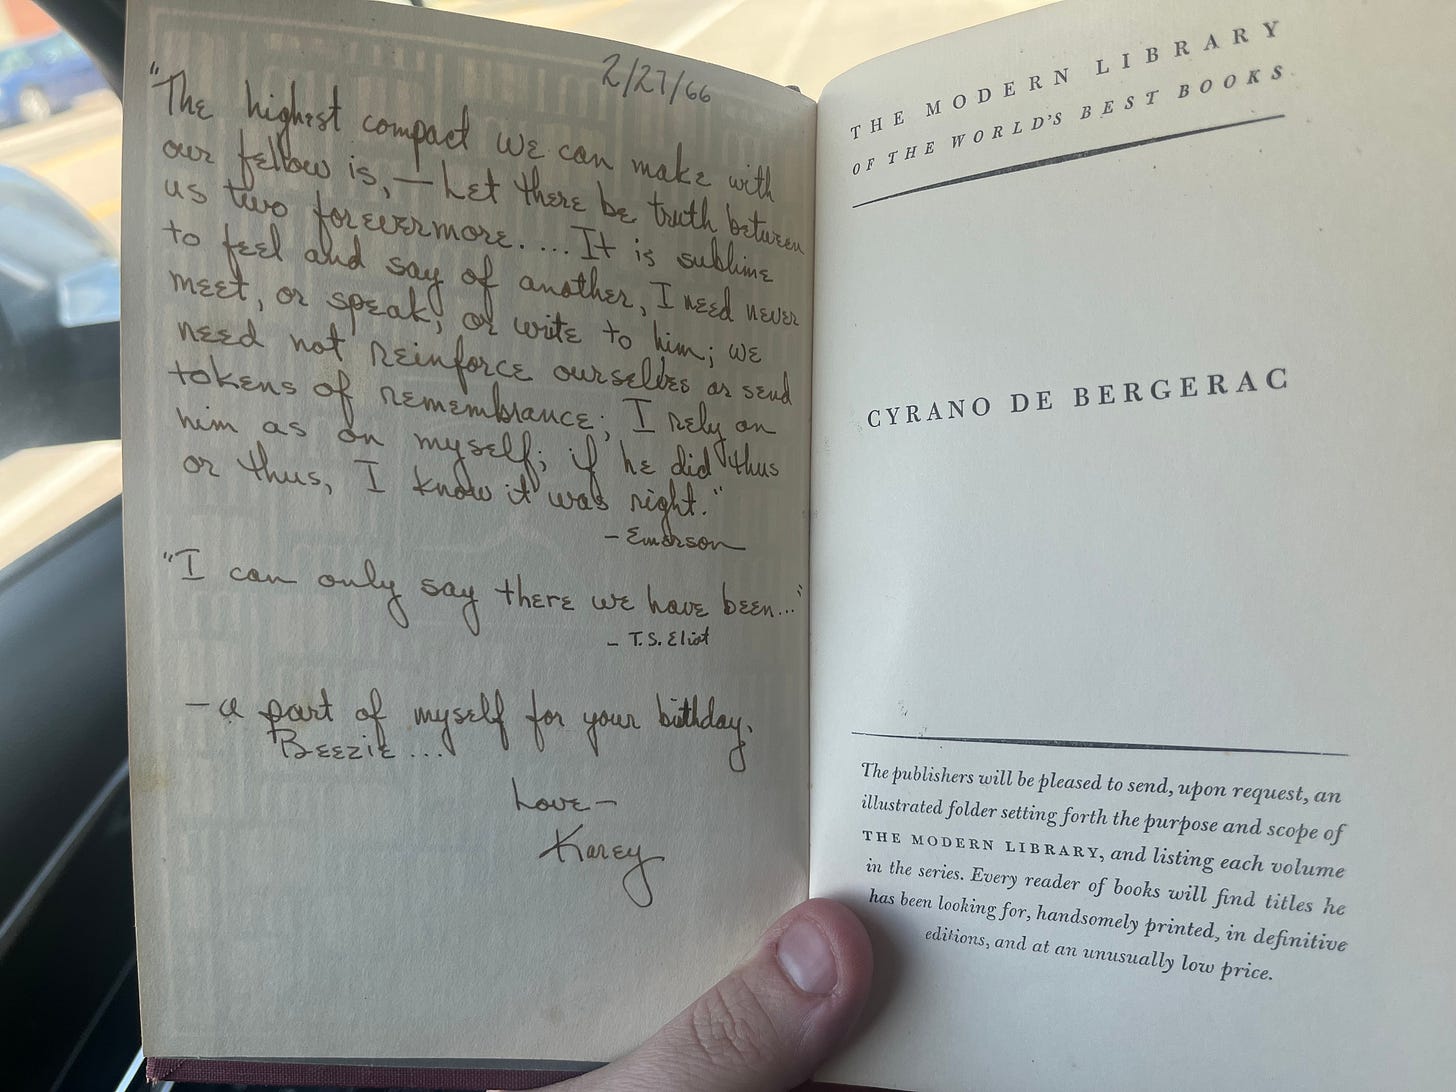 2/27/66
"The highest compact we can make with
our fellow is, — Let there be truth between
us two forevermore. ... It is sublime
to feel and say of another, I need never
meet, or speak, or write to him; we
need not reinforce ourselves or send
tokens of remembrance; I rely on
him as on myself; if he did thus
or thus, I know it was right."
- Emerson
"I can only say there we have been..."
- T.S. Eliot
- a part of myself for your birthday,
Beezie ...
Love -
Karey
THE MODERN LIBRARY
OF THE WORLD'S BEST BOOKS
CYRANO DE BERGERAC
The publishers will be pleased to send, upon request, an
illustrated folder setting forth the purpose and scope of
THE MODERN LIBRARY, and listing each volume
in the series. Every reader of books will find titles he
has been looking for, handsomely printed, in definitive
editions, and at an unusually low price.